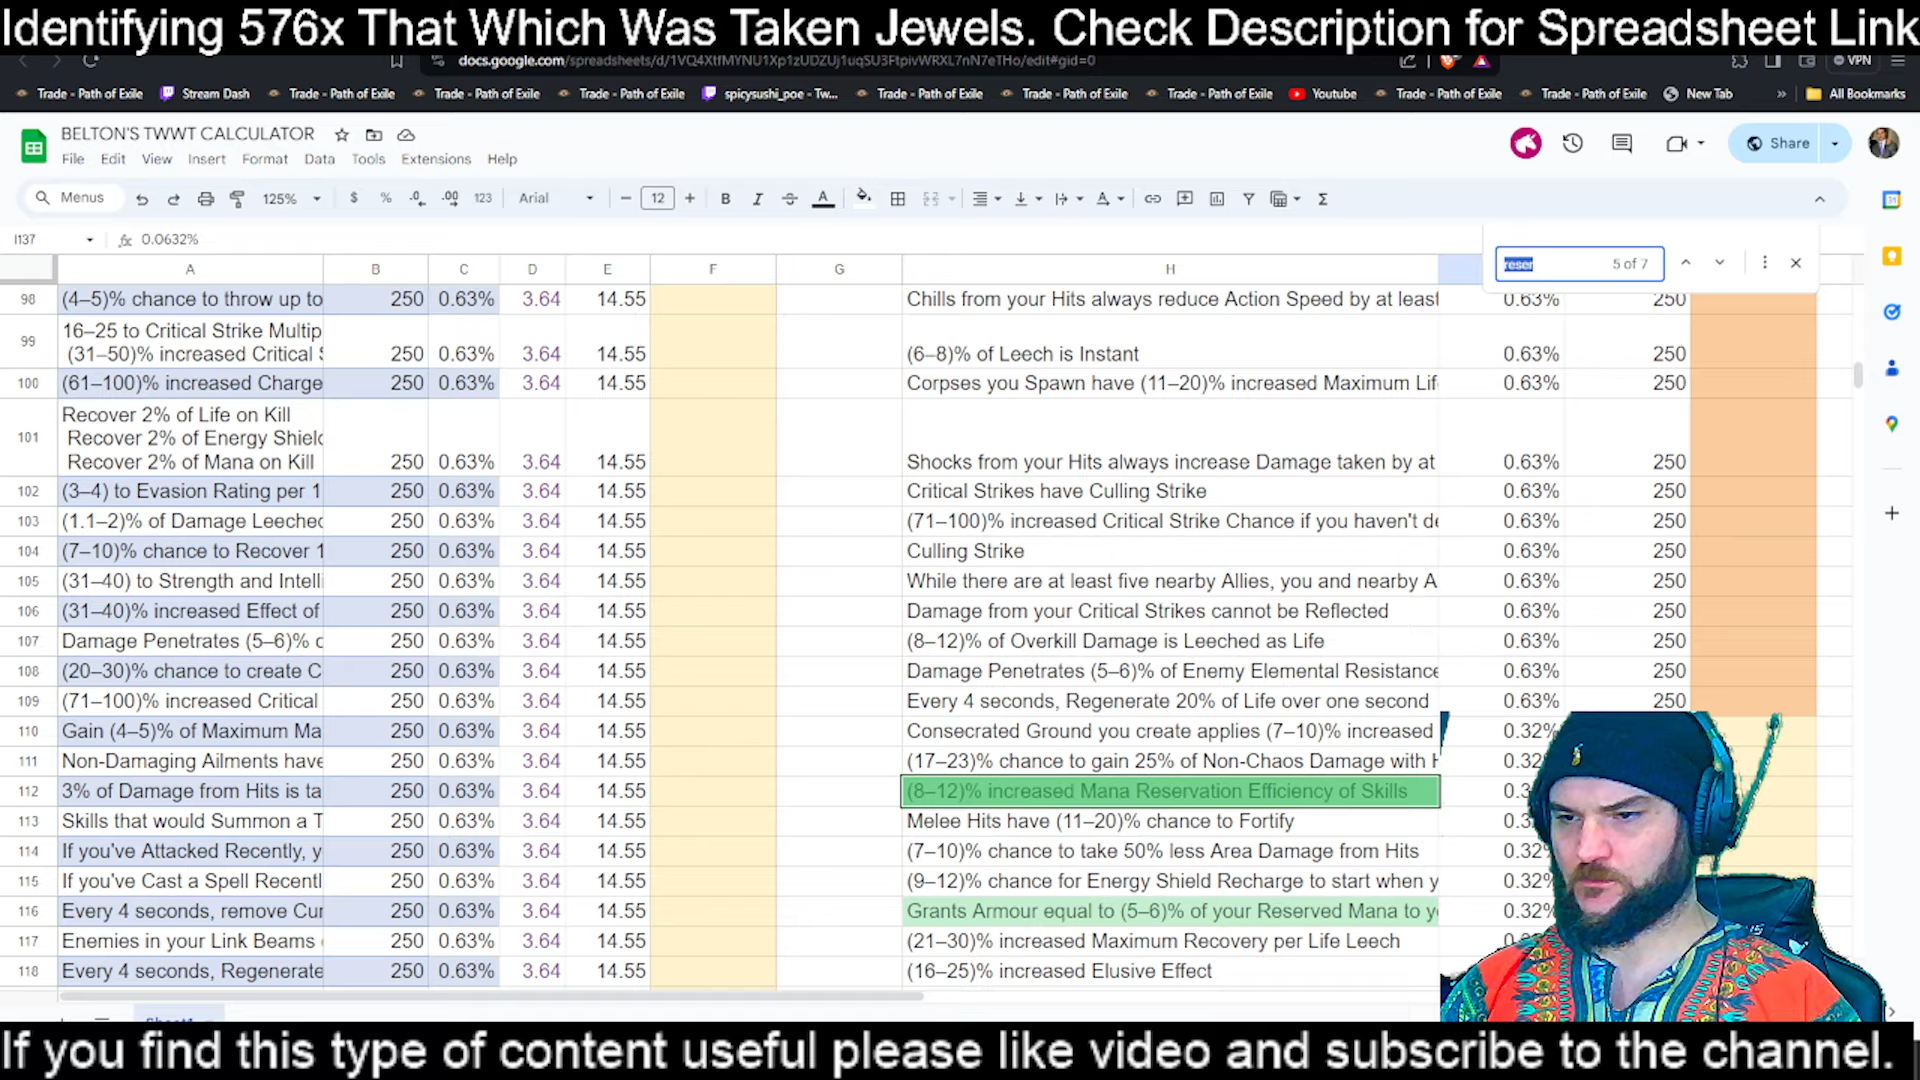 Identifying 576x That Which Was Taken Jewels. Check Description for Spreadsheet Link
docs.google.com/spreadsheets/d/1VQ4XtfMYNU1Xp1zUDZUj1uqSU3FtpivWRXL7nN7eTHo/edit#gid=0
VPN
Trade - Path of Exile
Stream Dash
Trade - Path of Exile
Trade - Path of Exile
Trade - Path of Exile
spicysushi_poe - Tw...
Trade - Path of Exile
Trade - Path of Exile
Trade - Path of Exile
Youtube
Trade - Path of Exile
Trade - Path of Exile
New Tab
» All Bookmarks
BELTON'S TWWT CALCULATOR
File Edit View Insert Format Data Tools Extensions Help
Share
Menus 125% $ % .0 .00 123 Arial − 12 + B I A Σ
I137 fx 0.0632%
reser 5 of 7
A B C D E F G H
98 (4–5)% chance to throw up to 250 0.63% 3.64 14.55 Chills from your Hits always reduce Action Speed by at least 0.63% 250
16–25 to Critical Strike Multip
99 (31–50)% increased Critical S 250 0.63% 3.64 14.55 (6–8)% of Leech is Instant 0.63% 250
100 (61–100)% increased Charge 250 0.63% 3.64 14.55 Corpses you Spawn have (11–20)% increased Maximum Lif 0.63% 250
Recover 2% of Life on Kill
Recover 2% of Energy Shield
101 Recover 2% of Mana on Kill 250 0.63% 3.64 14.55 Shocks from your Hits always increase Damage taken by at 0.63% 250
102 (3–4) to Evasion Rating per 1 250 0.63% 3.64 14.55 Critical Strikes have Culling Strike 0.63% 250
103 (1.1–2)% of Damage Leeched 250 0.63% 3.64 14.55 (71–100)% increased Critical Strike Chance if you haven't de 0.63% 250
104 (7–10)% chance to Recover 1 250 0.63% 3.64 14.55 Culling Strike 0.63% 250
105 (31–40) to Strength and Intelli 250 0.63% 3.64 14.55 While there are at least five nearby Allies, you and nearby A 0.63% 250
106 (31–40)% increased Effect of 250 0.63% 3.64 14.55 Damage from your Critical Strikes cannot be Reflected 0.63% 250
107 Damage Penetrates (5–6)% o 250 0.63% 3.64 14.55 (8–12)% of Overkill Damage is Leeched as Life 0.63% 250
108 (20–30)% chance to create C 250 0.63% 3.64 14.55 Damage Penetrates (5–6)% of Enemy Elemental Resistance 0.63% 250
109 (71–100)% increased Critical 250 0.63% 3.64 14.55 Every 4 seconds, Regenerate 20% of Life over one second 0.63% 250
110 Gain (4–5)% of Maximum Ma 250 0.63% 3.64 14.55 Consecrated Ground you create applies (7–10)% increased 0.32%
111 Non-Damaging Ailments have 250 0.63% 3.64 14.55 (17–23)% chance to gain 25% of Non-Chaos Damage with H 0.32
112 3% of Damage from Hits is ta 250 0.63% 3.64 14.55 (8–12)% increased Mana Reservation Efficiency of Skills 0.3
113 Skills that would Summon a T 250 0.63% 3.64 14.55 Melee Hits have (11–20)% chance to Fortify 0.3
114 If you've Attacked Recently, y 250 0.63% 3.64 14.55 (7–10)% chance to take 50% less Area Damage from Hits 0.32
115 If you've Cast a Spell Recentl 250 0.63% 3.64 14.55 (9–12)% chance for Energy Shield Recharge to start when y 0.32%
116 Every 4 seconds, remove Cur 250 0.63% 3.64 14.55 Grants Armour equal to (5–6)% of your Reserved Mana to yo 0.32%
117 Enemies in your Link Beams 250 0.63% 3.64 14.55 (21–30)% increased Maximum Recovery per Life Leech
118 Every 4 seconds, Regenerate 250 0.63% 3.64 14.55 (16–25)% increased Elusive Effect
If you find this type of content useful please like video and subscribe to the channel.